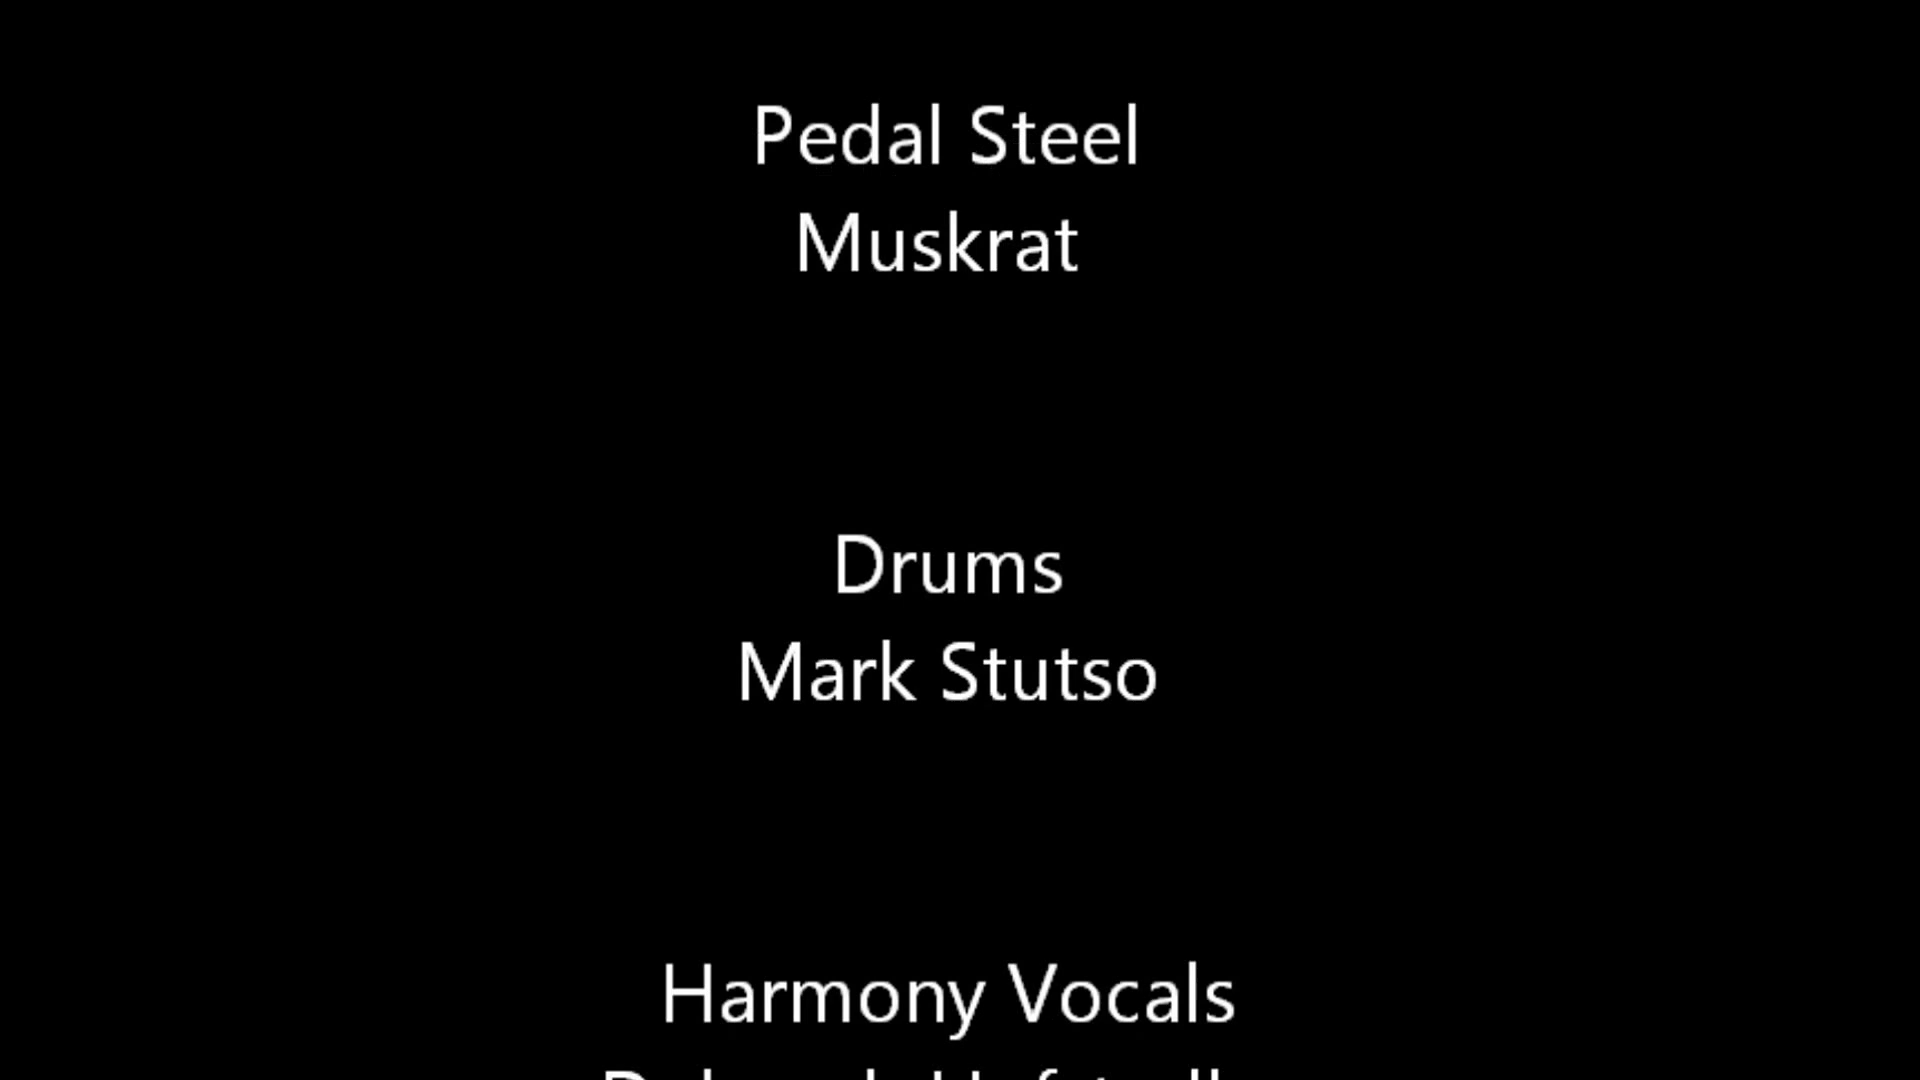 Pedal Steel
Muskrat
Drums
Mark Stutso
Harmony Vocals